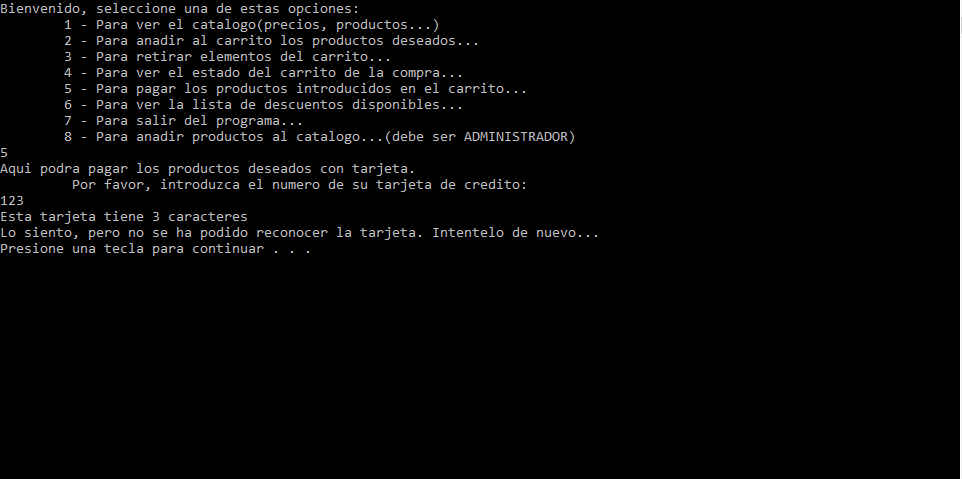 Bienvenido, seleccione una de estas opciones:
1 - Para ver el catalogo(precios, productos...)
2 - Para anadir al carrito los productos deseados...
3 - Para retirar elementos del carrito...
4 - Para ver el estado del carrito de la compra...
5 - Para pagar los productos introducidos en el carrito...
6 - Para ver la lista de descuentos disponibles...
7 - Para salir del programa...
8 - Para anadir productos al catalogo...(debe ser ADMINISTRADOR)
5
Aqui podra pagar los productos deseados con tarjeta.
Por favor, introduzca el numero de su tarjeta de credito:
123
Esta tarjeta tiene 3 caracteres
Lo siento, pero no se ha podido reconocer la tarjeta. Intentelo de nuevo...
Presione una tecla para continuar . . .